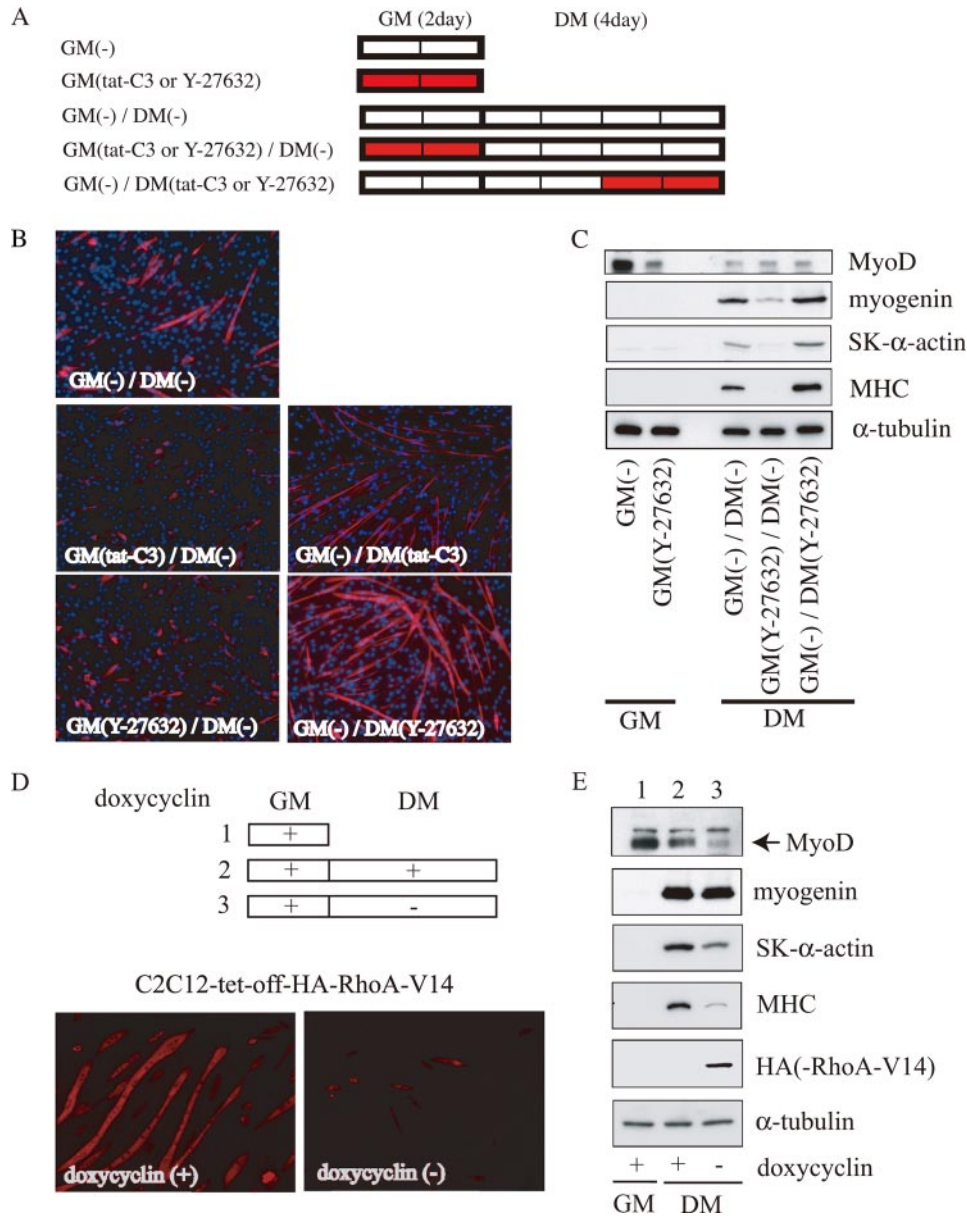 A
GM (2day) DM (4day)
GM(-)
GM(tat-C3 or Y-27632)
GM(-) / DM(-)
GM(tat-C3 or Y-27632) / DM(-)
GM(-) / DM(tat-C3 or Y-27632)
B
GM(-) / DM(-)
GM(tat-C3) / DM(-)
GM(-) / DM(tat-C3)
GM(Y-27632) / DM(-)
GM(-) / DM(Y-27632)
C
MyoD
myogenin
SK-α-actin
MHC
α-tubulin
GM(-)
GM(Y-27632)
GM(-) / DM(-)
GM(Y-27632) / DM(-)
GM(-) / DM(Y-27632)
GM DM
D
doxycyclin GM DM
1 +
2 + +
3 + -
C2C12-tet-off-HA-RhoA-V14
doxycyclin (+)
doxycyclin (-)
E
1 2 3
MyoD
myogenin
SK-α-actin
MHC
HA(-RhoA-V14)
α-tubulin
+ + - doxycyclin
GM DM